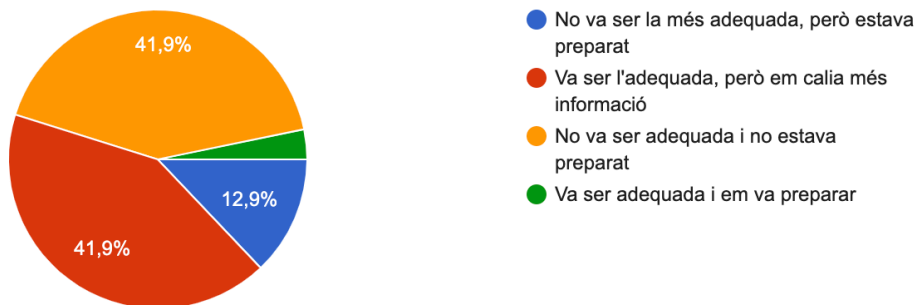 41,9%
12,9%
41,9%
No va ser la més adequada, però estava
preparat
Va ser l'adequada, però em calia més
informació
No va ser adequada i no estava
preparat
Va ser adequada i em va preparar